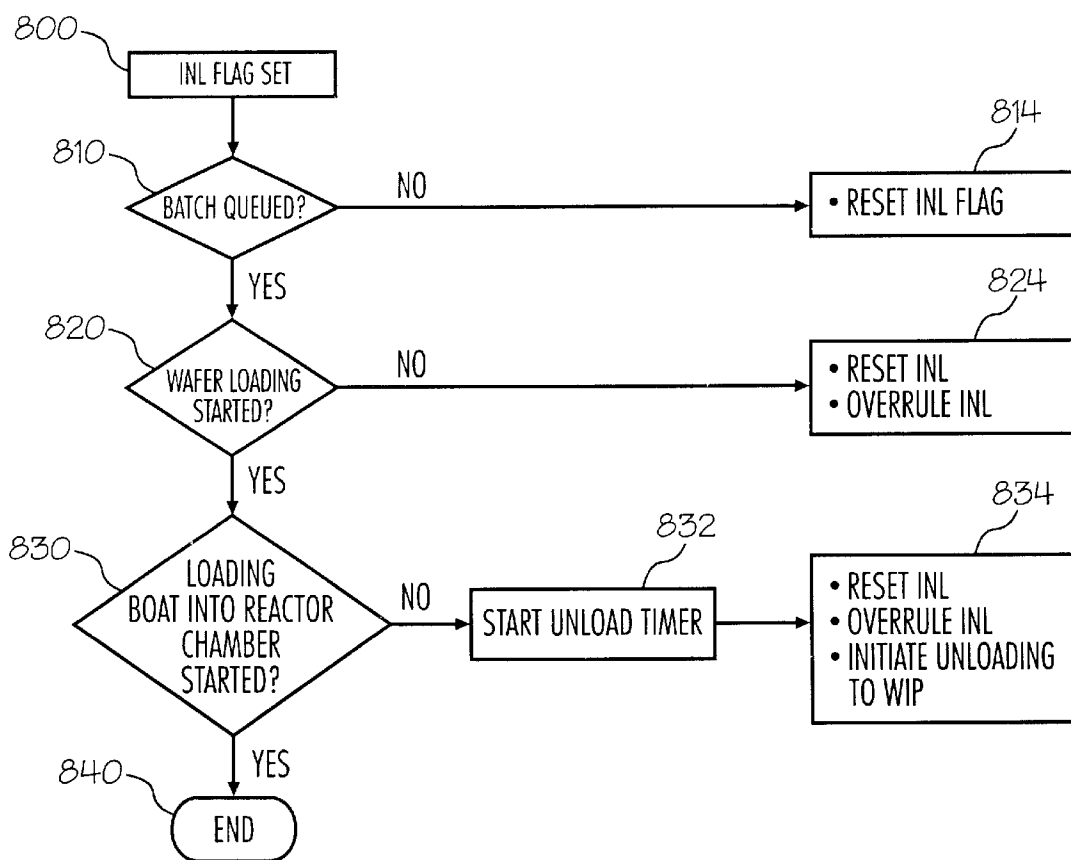 800
INL FLAG SET
810
BATCH QUEUED?
NO
814
• RESET INL FLAG
YES
820
WAFER LOADING
STARTED?
NO
824
• RESET INL
• OVERRULE INL
YES
830
LOADING
BOAT INTO REACTOR
CHAMBER
STARTED?
NO
832
START UNLOAD TIMER
834
• RESET INL
• OVERRULE INL
• INITIATE UNLOADING
TO WIP
YES
840
END